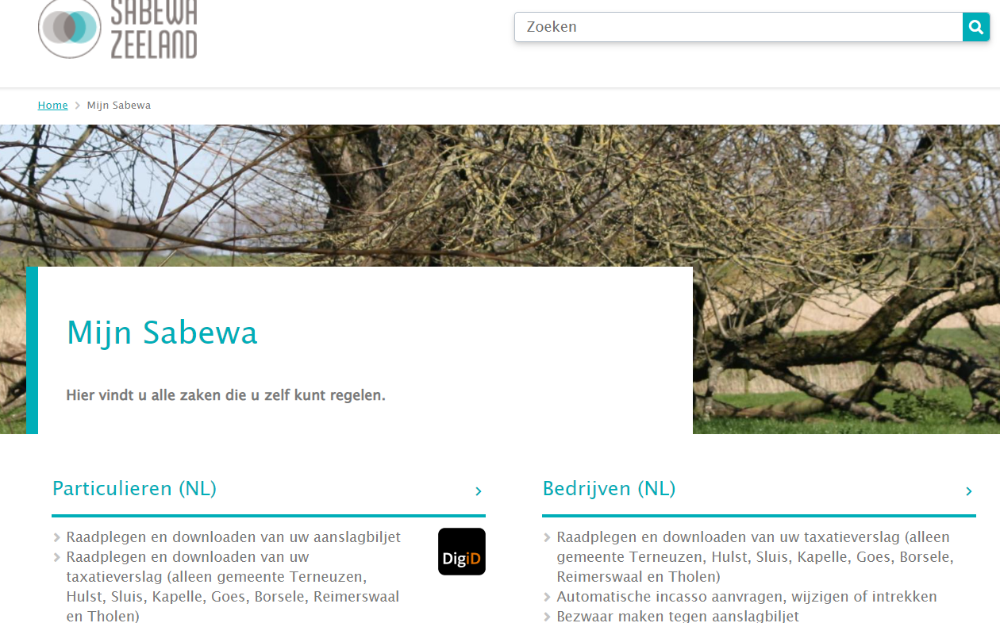 SABEWA
ZEELAND
Zoeken
Home > Mijn Sabewa
Mijn Sabewa
Hier vindt u alle zaken die u zelf kunt regelen.
Particulieren (NL)
Raadplegen en downloaden van uw aanslagbiljet
Raadplegen en downloaden van uw
taxatieverslag (alleen gemeente Terneuzen,
Hulst, Sluis, Kapelle, Goes, Borsele, Reimerswaal
en Tholen)
DigiD
Bedrijven (NL)
Raadplegen en downloaden van uw taxatieverslag (alleen
gemeente Terneuzen, Hulst, Sluis, Kapelle, Goes, Borsele,
Reimerswaal en Tholen)
Automatische incasso aanvragen, wijzigen of intrekken
Bezwaar maken tegen aanslagbiljet